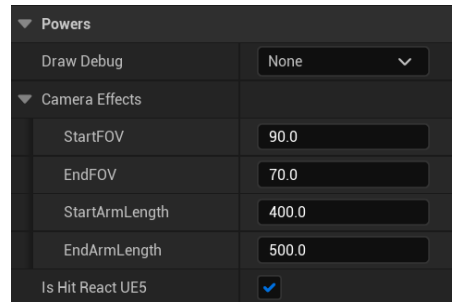 Powers
Draw Debug None
Camera Effects
StartFOV 90.0
EndFOV 70.0
StartArmLength 400.0
EndArmLength 500.0
Is Hit React UE5